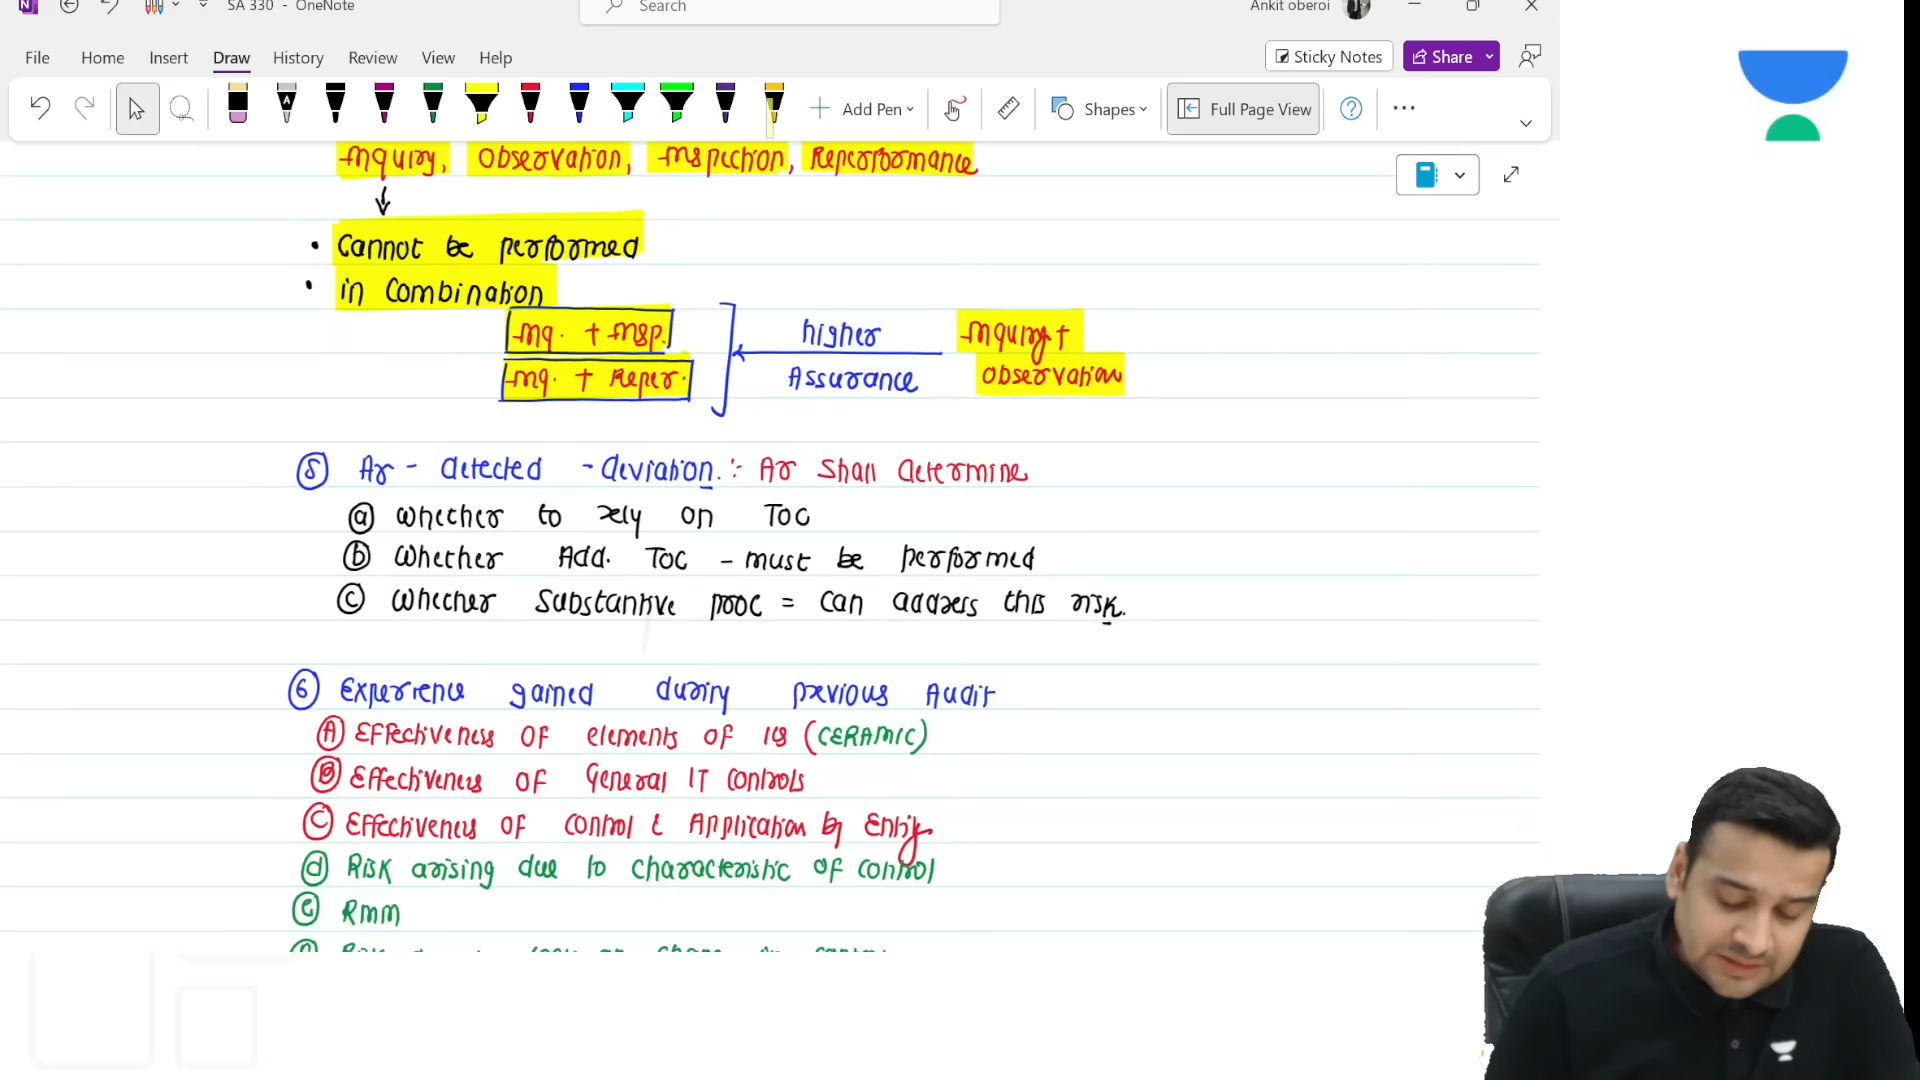 SA 330 - OneNote
Search
Ankit oberoi
File Home Insert Draw History Review View Help
Sticky Notes
Share
A
Add Pen
Shapes
Full Page View
Inquiry, Observation, Inspection, Reperformance
• Cannot be performed
• in Combination
Inq. + Insp.
Inq. + Reper.
higher
Assurance
Inquiry +
Observation
⑤ Ar - detected - deviation. : Ar Shall determine
ⓐ Whether to rely on TOC
ⓑ Whether Add. TOC - must be performed
ⓒ Whether Substantive proc = can address this risk.
⑥ Experience gained during previous Audit
Ⓐ Effectiveness of elements of IC (CERAMIC)
Ⓑ Effectiveness of General IT Controls
Ⓒ Effectiveness of control & Application by Entity
ⓓ Risk arising due to characteristic of control
ⓔ Rmm